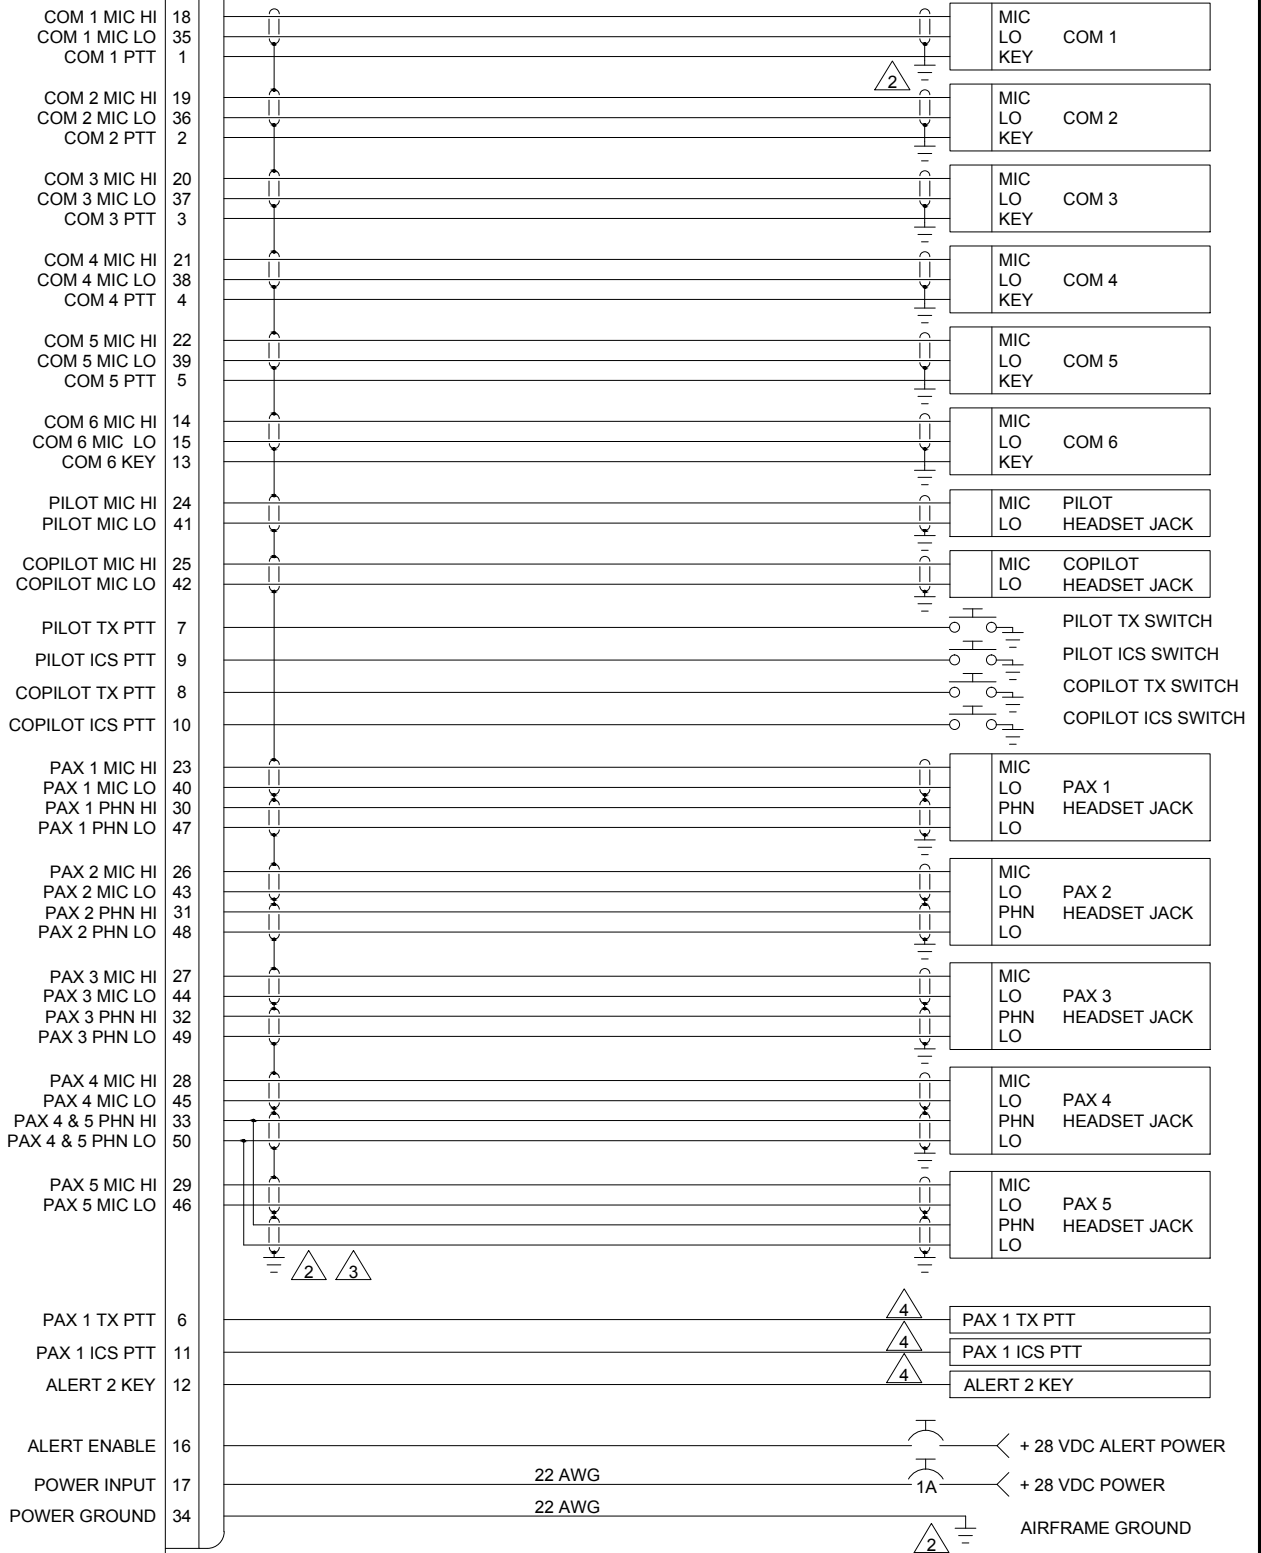 COM 1 MIC HI 18 MIC
COM 1 MIC LO 35 LO COM 1
COM 1 PTT 1 KEY
2
COM 2 MIC HI 19 MIC
COM 2 MIC LO 36 LO COM 2
COM 2 PTT 2 KEY
COM 3 MIC HI 20 MIC
COM 3 MIC LO 37 LO COM 3
COM 3 PTT 3 KEY
COM 4 MIC HI 21 MIC
COM 4 MIC LO 38 LO COM 4
COM 4 PTT 4 KEY
COM 5 MIC HI 22 MIC
COM 5 MIC LO 39 LO COM 5
COM 5 PTT 5 KEY
COM 6 MIC HI 14 MIC
COM 6 MIC LO 15 LO COM 6
COM 6 KEY 13 KEY
PILOT MIC HI 24 MIC PILOT
PILOT MIC LO 41 LO HEADSET JACK
COPILOT MIC HI 25 MIC COPILOT
COPILOT MIC LO 42 LO HEADSET JACK
PILOT TX PTT 7 PILOT TX SWITCH
PILOT ICS PTT 9 PILOT ICS SWITCH
COPILOT TX PTT 8 COPILOT TX SWITCH
COPILOT ICS PTT 10 COPILOT ICS SWITCH
PAX 1 MIC HI 23 MIC
PAX 1 MIC LO 40 LO PAX 1
PAX 1 PHN HI 30 PHN HEADSET JACK
PAX 1 PHN LO 47 LO
PAX 2 MIC HI 26 MIC
PAX 2 MIC LO 43 LO PAX 2
PAX 2 PHN HI 31 PHN HEADSET JACK
PAX 2 PHN LO 48 LO
PAX 3 MIC HI 27 MIC
PAX 3 MIC LO 44 LO PAX 3
PAX 3 PHN HI 32 PHN HEADSET JACK
PAX 3 PHN LO 49 LO
PAX 4 MIC HI 28 MIC
PAX 4 MIC LO 45 LO PAX 4
PAX 4 & 5 PHN HI 33 PHN HEADSET JACK
PAX 4 & 5 PHN LO 50 LO
PAX 5 MIC HI 29 MIC
PAX 5 MIC LO 46 LO PAX 5
PHN HEADSET JACK
LO
2 3
PAX 1 TX PTT 6 4 PAX 1 TX PTT
PAX 1 ICS PTT 11 4 PAX 1 ICS PTT
ALERT 2 KEY 12 4 ALERT 2 KEY
ALERT ENABLE 16 + 28 VDC ALERT POWER
POWER INPUT 17 22 AWG 1A + 28 VDC POWER
POWER GROUND 34 22 AWG
2 AIRFRAME GROUND